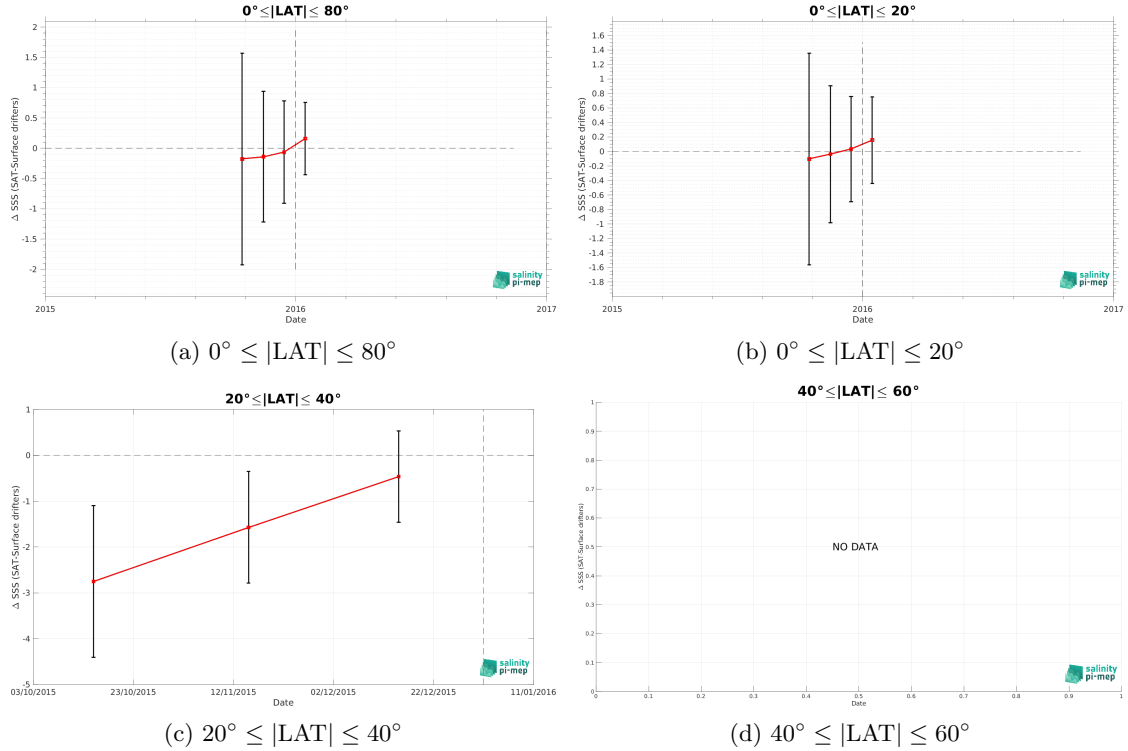 0°≤|LAT|≤ 80°
2
1.5
1
0.5
0
-0.5
-1
-1.5
-2
Δ SSS (SAT-Surface drifters)
2015
2016
2017
Date
salinity
pi-mep
(a) 0° ≤ |LAT| ≤ 80°
0°≤|LAT|≤ 20°
1.6
1.4
1.2
1
0.8
0.6
0.4
0.2
0
-0.2
-0.4
-0.6
-0.8
-1
-1.2
-1.4
-1.6
-1.8
Δ SSS (SAT-Surface drifters)
2015
2016
2017
Date
salinity
pi-mep
(b) 0° ≤ |LAT| ≤ 20°
20°≤|LAT|≤ 40°
1
0
-1
-2
-3
-4
-5
Δ SSS (SAT-Surface drifters)
03/10/2015
23/10/2015
12/11/2015
02/12/2015
22/12/2015
11/01/2016
Date
salinity
pi-mep
(c) 20° ≤ |LAT| ≤ 40°
40°≤|LAT|≤ 60°
1
0.9
0.8
0.7
0.6
0.5
0.4
0.3
0.2
0.1
0
Δ SSS (SAT-Surface drifters)
NO DATA
0
0.1
0.2
0.3
0.4
0.5
0.6
0.7
0.8
0.9
1
Date
salinity
pi-mep
(d) 40° ≤ |LAT| ≤ 60°